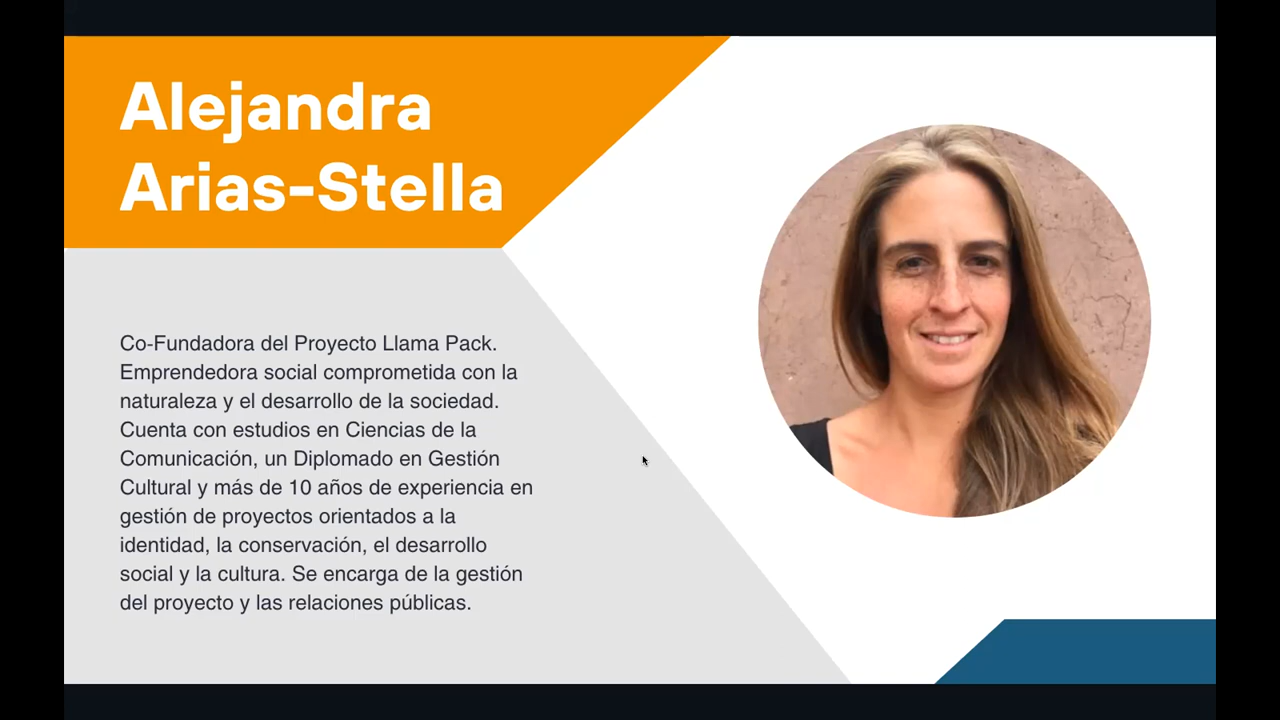 Alejandra
Arias-Stella
Co-Fundadora del Proyecto Llama Pack.
Emprendedora social comprometida con la
naturaleza y el desarrollo de la sociedad.
Cuenta con estudios en Ciencias de la
Comunicación, un Diplomado en Gestión
Cultural y más de 10 años de experiencia en
gestión de proyectos orientados a la
identidad, la conservación, el desarrollo
social y la cultura. Se encarga de la gestión
del proyecto y las relaciones públicas.